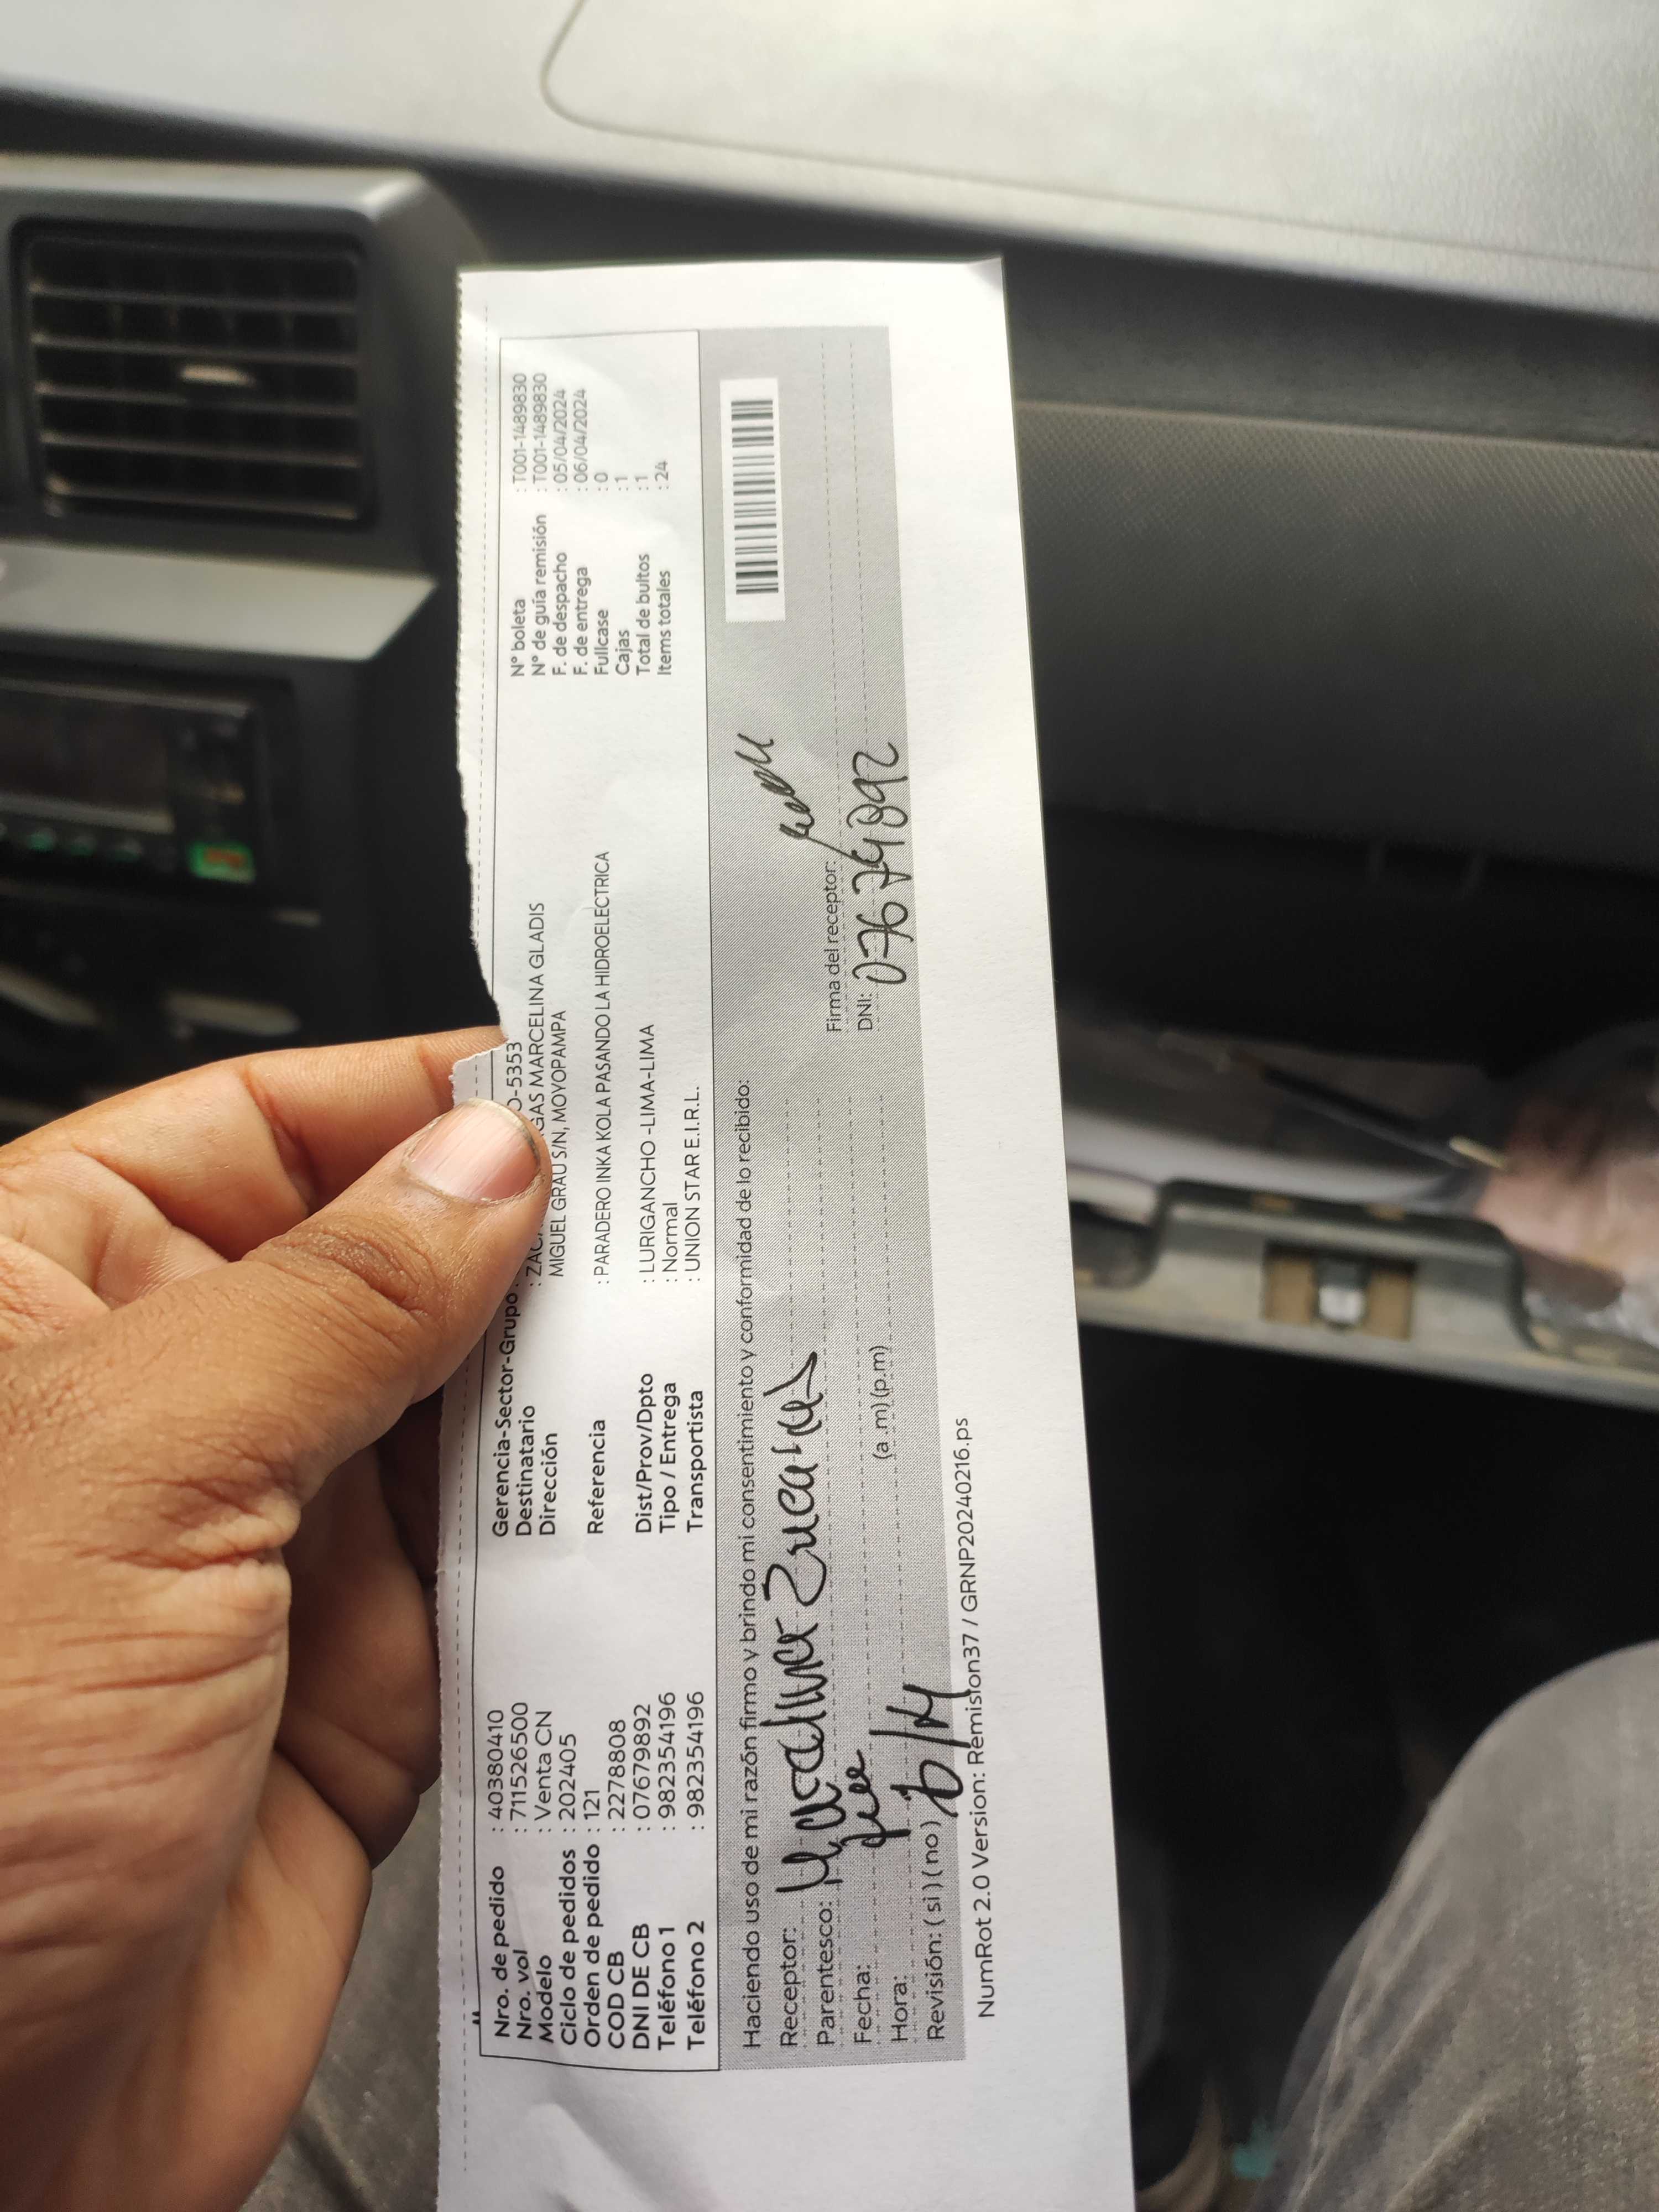 Nro. de pedido : 40380410
Nro. vol : 711526500
Modelo : Venta CN
Ciclo de pedidos : 202405
Orden de pedido : 121
COD CB : 2278808
DNI DE CB : 07679892
Teléfono 1 : 982354196
Teléfono 2 : 982354196
Gerencia-Sector-Grupo O-5353
Destinatario GAS MARCELINA GLADIS
Dirección MIGUEL GRAU S/N, MOYOPAMPA
Referencia : PARADERO INKA KOLA PASANDO LA HIDROELECTRICA
Dist/Prov/Dpto : LURIGANCHO -LIMA-LIMA
Tipo / Entrega : Normal
Transportista : UNION STAR E.I.R.L.
N° boleta : T001-1489830
N° de guía remisión : T001-1489830
F. de despacho : 05/04/2024
F. de entrega : 06/04/2024
Fullcase : 0
Cajas : 1
Total de bultos : 1
Items totales : 24
Haciendo uso de mi razón firmo y brindo mi consentimiento y conformidad de lo recibido:
Receptor:
Parentesco:
Fecha:
Hora: (a .m) (p.m)
Revisión: ( si ) ( no )
Firma del receptor:
DNI:
NumRot 2.0 Version: Remision37 / GRNP20240216.ps